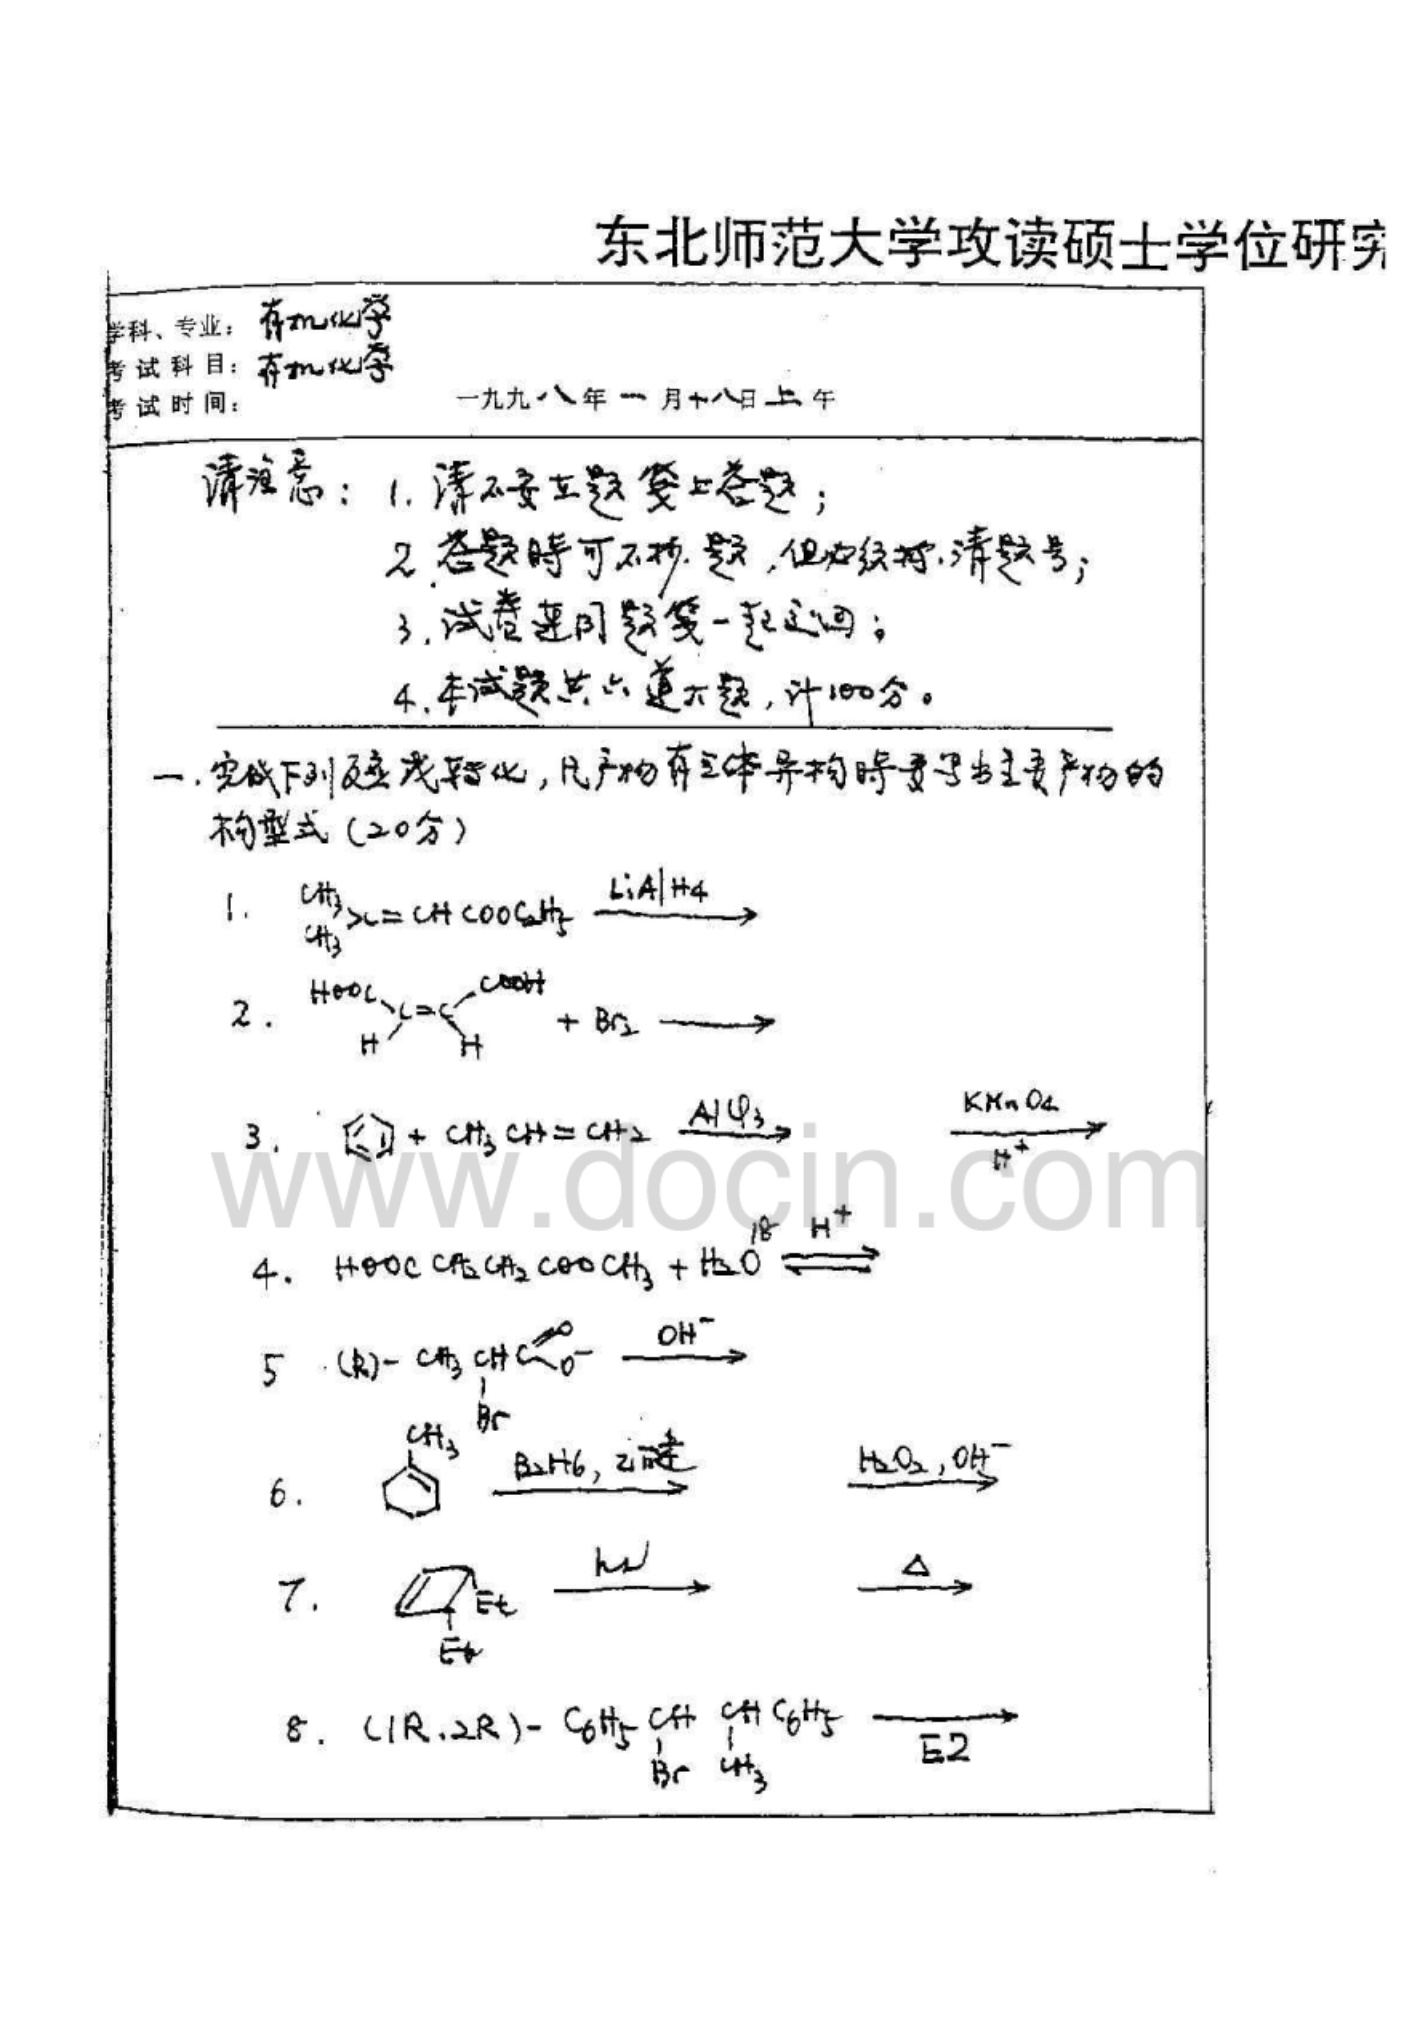 东北师范大学攻读硕士学位研究
学科、专业: 有机化学
考试科目: 有机化学
考试时间: 一九九八年一月十八日上午
请注意: 1. 请不要在题笺上答题;
2. 答题時可不抄题,但必须抄清题号;
3. 试卷连同题笺一起送回;
4. 本试题共六道大题,计100分。
一. 完成下列反应或转化,凡产物有立体异构時要写出主要产物的
构型式(20分)
1. CH3 CH3 >C=CHCOOC2H5 LiAlH4
2. HOOC H C=C COOH H + Br2
3. + CH3CH=CH2 AlCl3 KMnO4 H+
www.docin.com
4. HOOCCH2CH2COOCH3 + H2O18 H+
5 (R)- CH3CHC O O- Br OH-
6. CH3 B2H6, 乙醚 H2O2, OH-
7. Et Et hν Δ
8. (1R.2R)- C6H5CH CHC6H5 Br CH3 E2